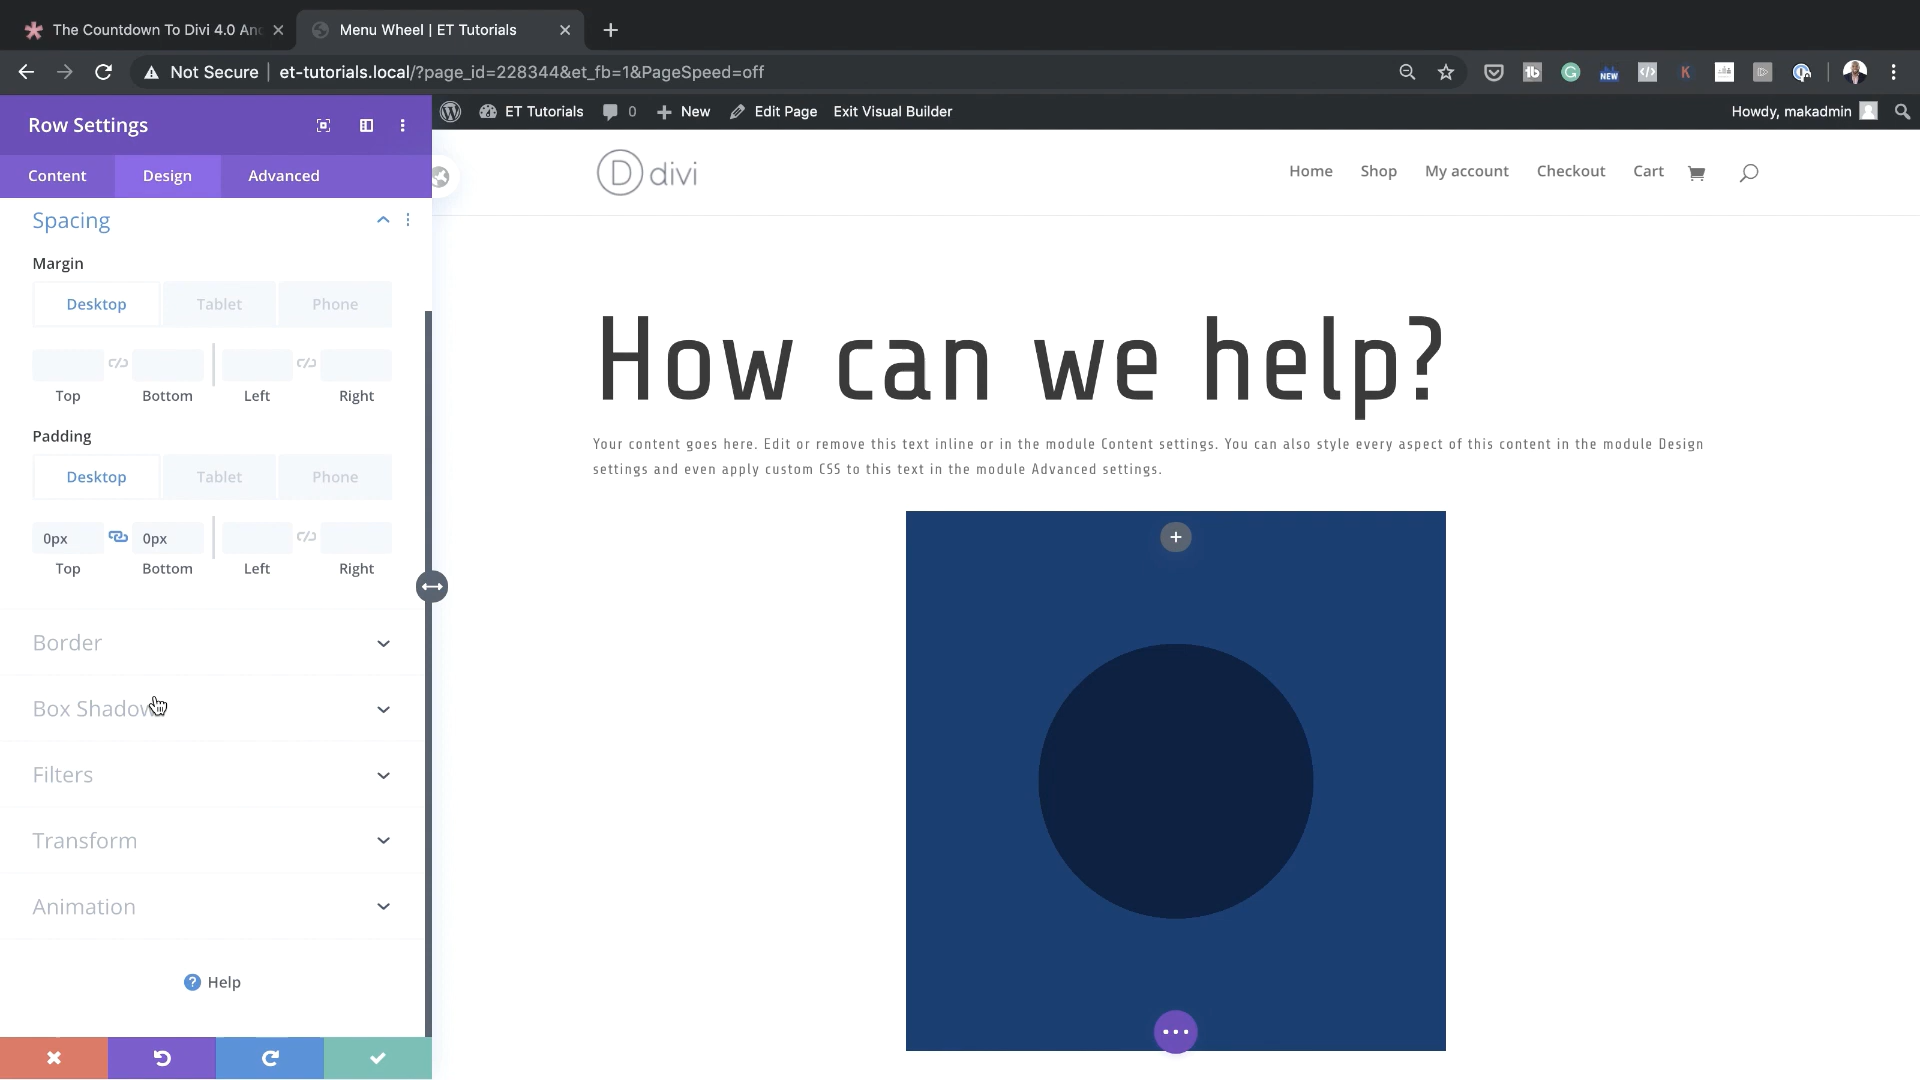 The Countdown To Divi 4.0 An
Menu Wheel | ET Tutorials
Not Secure
et-tutorials.local/?page_id=228344&et_fb=1&PageSpeed=off
tb
G
NEW
K
Row Settings
ET Tutorials
0
New
Edit Page
Exit Visual Builder
Howdy, makadmin
Content
Design
Advanced
D divi
Home
Shop
My account
Checkout
Cart
Spacing
Margin
Desktop
Tablet
Phone
Top
Bottom
Left
Right
Padding
Desktop
Tablet
Phone
0px
0px
Top
Bottom
Left
Right
Border
Box Shadow
Filters
Transform
Animation
? Help
How can we help?
Your content goes here. Edit or remove this text inline or in the module Content settings. You can also style every aspect of this content in the module Design
settings and even apply custom CSS to this text in the module Advanced settings.